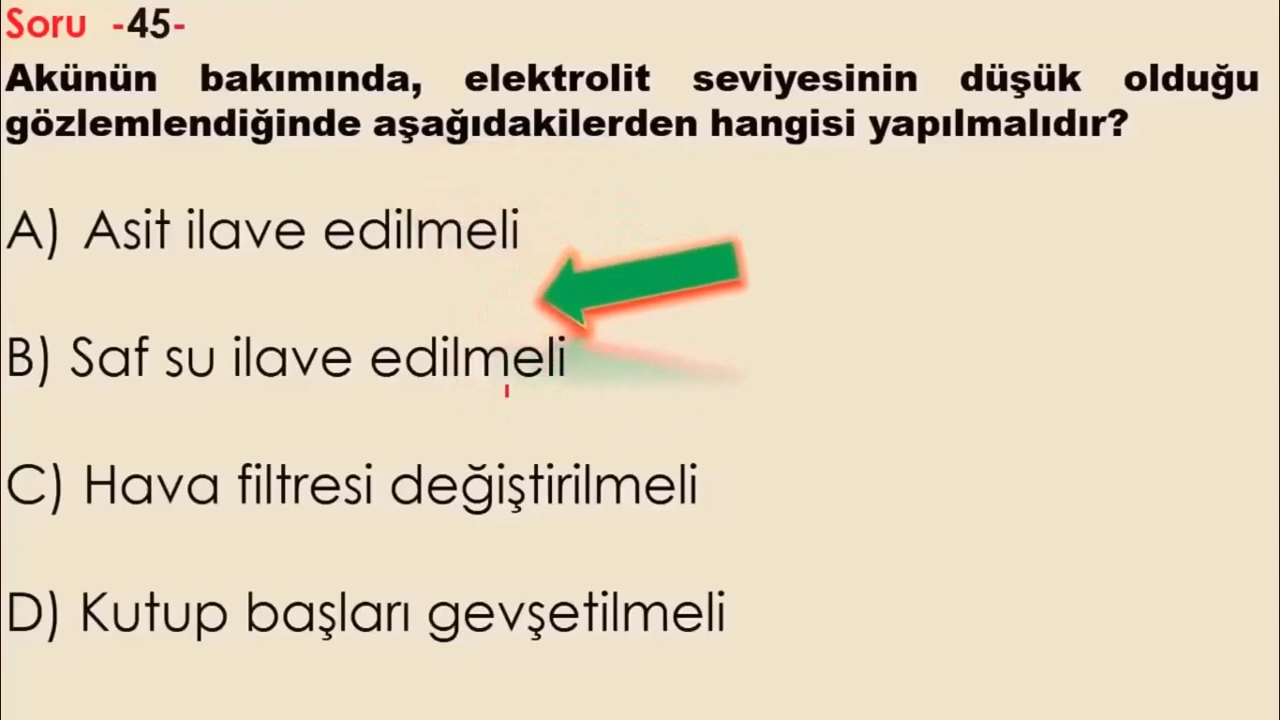 Soru -45-
Akünün bakımında, elektrolit seviyesinin düşük olduğu
gözlemlendiğinde aşağıdakilerden hangisi yapılmalıdır?
A) Asit ilave edilmeli
B) Saf su ilave edilmeli
C) Hava filtresi değiştirilmeli
D) Kutup başları gevşetilmeli